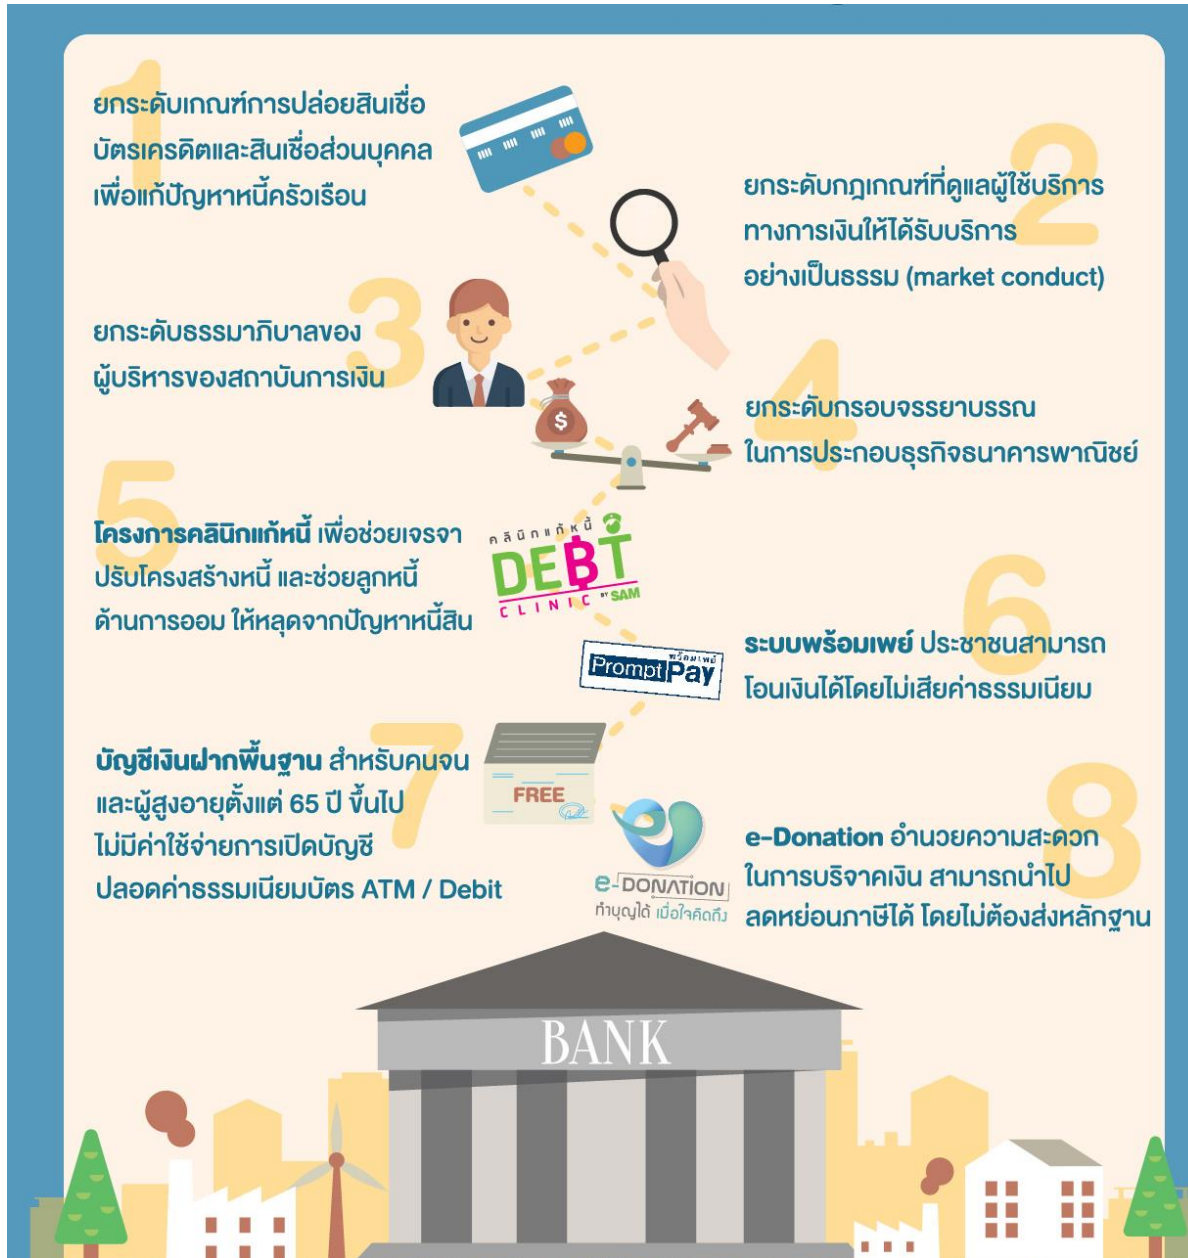 1
ยกระดับเกณฑ์การปล่อยสินเชื่อ
บัตรเครดิตและสินเชื่อส่วนบุคคล
เพื่อแก้ปัญหาหนี้ครัวเรือน
2
ยกระดับกฎเกณฑ์ที่ดูแลผู้ใช้บริการ
ทางการเงินให้ได้รับบริการ
อย่างเป็นธรรม (market conduct)
3
ยกระดับธรรมาภิบาลของ
ผู้บริหารของสถาบันการเงิน
$
4
ยกระดับกรอบจรรยาบรรณ
ในการประกอบธุรกิจธนาคารพาณิชย์
5
โครงการคลินิกแก้หนี้ เพื่อช่วยเจรจา
ปรับโครงสร้างหนี้ และช่วยลูกหนี้
ด้านการออม ให้หลุดจากปัญหาหนี้สิน
คลินิกแก้หนี้
DEBT
CLINIC BY SAM
6
ระบบพร้อมเพย์ ประชาชนสามารถ
โอนเงินได้โดยไม่เสียค่าธรรมเนียม
พร้อมเพย์
PromptPay
7
บัญชีเงินฝากพื้นฐาน สำหรับคนจน
และผู้สูงอายุตั้งแต่ 65 ปี ขึ้นไป
ไม่มีค่าใช้จ่ายการเปิดบัญชี
ปลอดค่าธรรมเนียมบัตร ATM / Debit
FREE
8
e-Donation อำนวยความสะดวก
ในการบริจาคเงิน สามารถนำไป
ลดหย่อนภาษีได้ โดยไม่ต้องส่งหลักฐาน
e-DONATION
ทำบุญได้ เมื่อใจคิดถึง
BANK